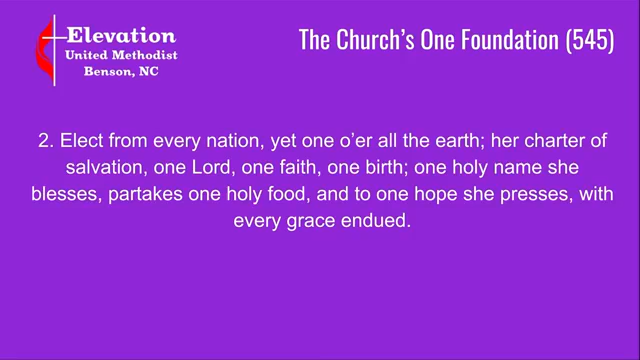 Elevation
United Methodist
Benson, NC
The Church's One Foundation (545)
2. Elect from every nation, yet one o'er all the earth; her charter of
salvation, one Lord, one faith, one birth; one holy name she
blesses, partakes one holy food, and to one hope she presses, with
every grace endued.